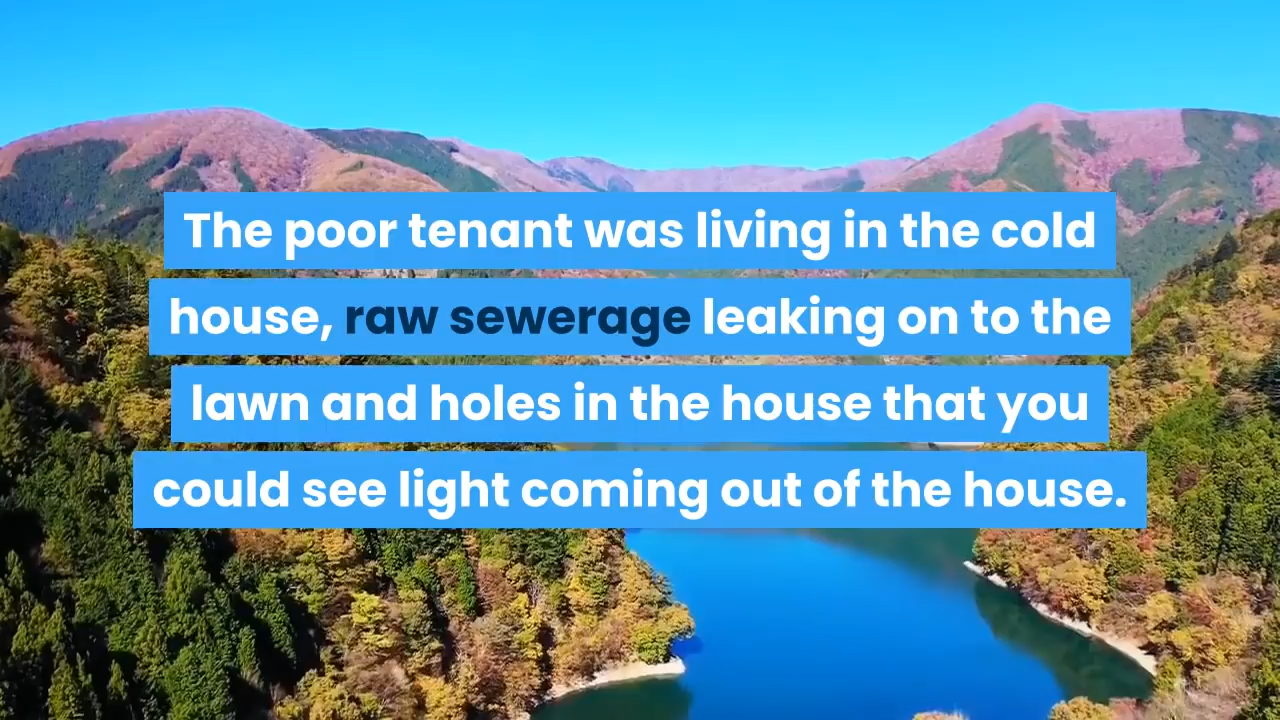 The poor tenant was living in the cold
house, raw sewerage leaking on to the
lawn and holes in the house that you
could see light coming out of the house.